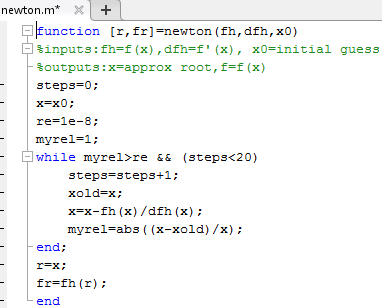 newton.m*
function [r,fr]=newton(fh,dfh,x0)
%inputs:fh=f(x),dfh=f'(x), x0=initial guess
%outputs:x=approx root,f=f(x)
steps=0;
x=x0;
re=1e-8;
myrel=1;
while myrel>re && (steps<20)
steps=steps+1;
xold=x;
x=x-fh(x)/dfh(x);
myrel=abs((x-xold)/x);
end;
r=x;
fr=fh(r);
end